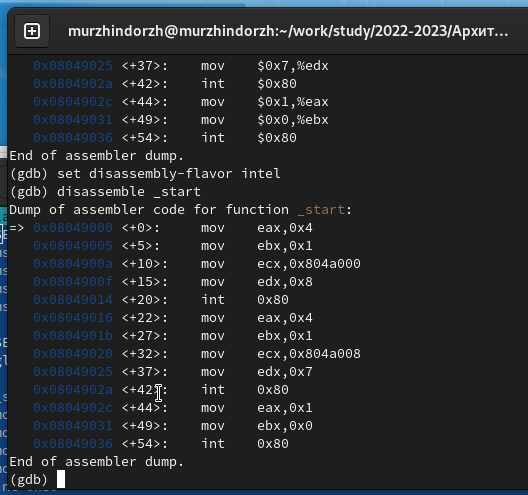 murzhindorzh@murzhindorzh:~/work/study/2022-2023/Архит...
0x08049025 <+37>: mov $0x7,%edx
0x0804902a <+42>: int $0x80
0x0804902c <+44>: mov $0x1,%eax
0x08049031 <+49>: mov $0x0,%ebx
0x08049036 <+54>: int $0x80
End of assembler dump.
(gdb) set disassembly-flavor intel
(gdb) disassemble _start
Dump of assembler code for function _start:
=> 0x08049000 <+0>: mov eax,0x4
0x08049005 <+5>: mov ebx,0x1
0x0804900a <+10>: mov ecx,0x804a000
0x0804900f <+15>: mov edx,0x8
0x08049014 <+20>: int 0x80
0x08049016 <+22>: mov eax,0x4
0x0804901b <+27>: mov ebx,0x1
0x08049020 <+32>: mov ecx,0x804a008
0x08049025 <+37>: mov edx,0x7
0x0804902a <+42>: int 0x80
0x0804902c <+44>: mov eax,0x1
0x08049031 <+49>: mov ebx,0x0
0x08049036 <+54>: int 0x80
End of assembler dump.
(gdb)